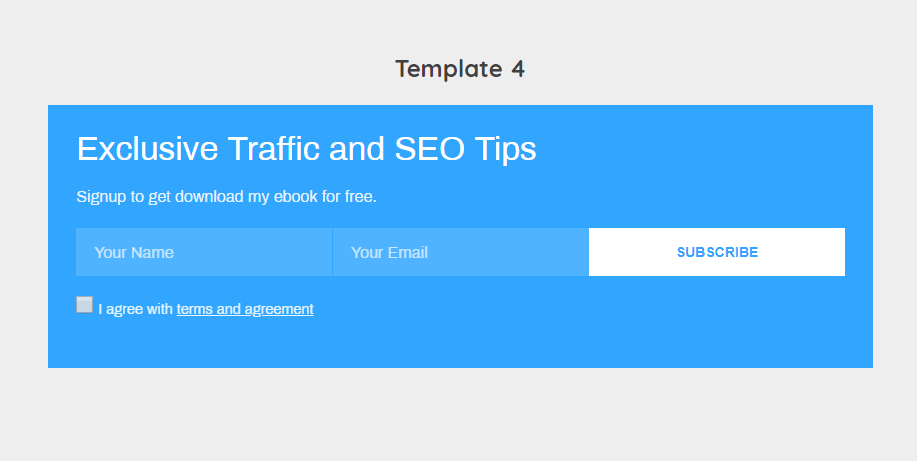 Template 4
Exclusive Traffic and SEO Tips
Signup to get download my ebook for free.
Your Name Your Email SUBSCRIBE
I agree with terms and agreement